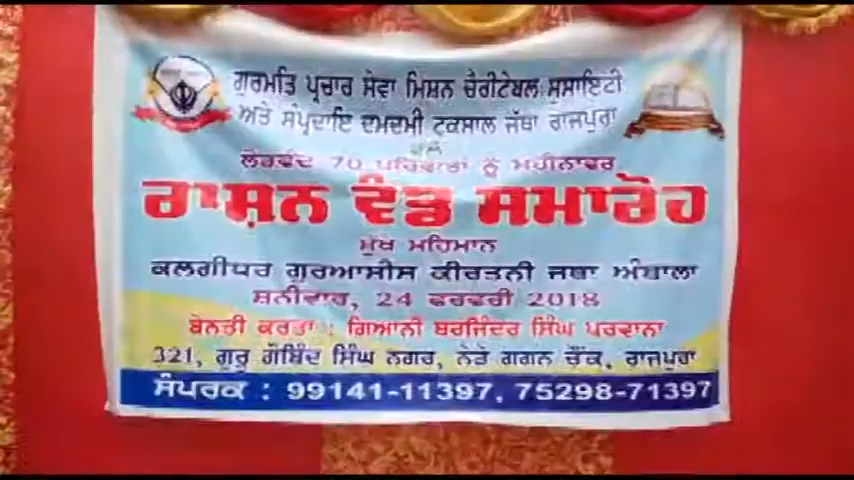 ਗੁਰਮਤਿ ਪ੍ਰਚਾਰ ਸੇਵਾ ਮਿਸ਼ਨ ਚੈਰੀਟੇਬਲ ਸੁਸਾਇਟੀ
ਅਤੇ ਸੰਪ੍ਰਦਾਇ ਦਮਦਮੀ ਟਕਸਾਲ ਜੱਥਾ ਰਾਜਪੁਰਾ
ਵਲੋਂ
ਲੋੜਵੰਦ 70 ਪਰਿਵਾਰਾਂ ਨੂੰ ਮਹੀਨਾਵਾਰ
ਰਾਸ਼ਨ ਵੰਡ ਸਮਾਰੋਹ
ਮੁੱਖ ਮਹਿਮਾਨ
ਕਲਗੀਧਰ ਗੁਰਆਸੀਸ ਕੀਰਤਨੀ ਜਥਾ ਅੰਬਾਲਾ
ਸ਼ਨੀਵਾਰ, 24 ਫਰਵਰੀ 2018
ਬੇਨਤੀ ਕਰਤਾ : ਗਿਆਨੀ ਬਰਜਿੰਦਰ ਸਿੰਘ ਪਰਵਾਨਾ
321, ਗੁਰੂ ਗੋਬਿੰਦ ਸਿੰਘ ਨਗਰ, ਨੇੜੇ ਗਗਨ ਚੌਂਕ, ਰਾਜਪੁਰਾ
ਸੰਪਰਕ : 99141-11397, 75298-71397